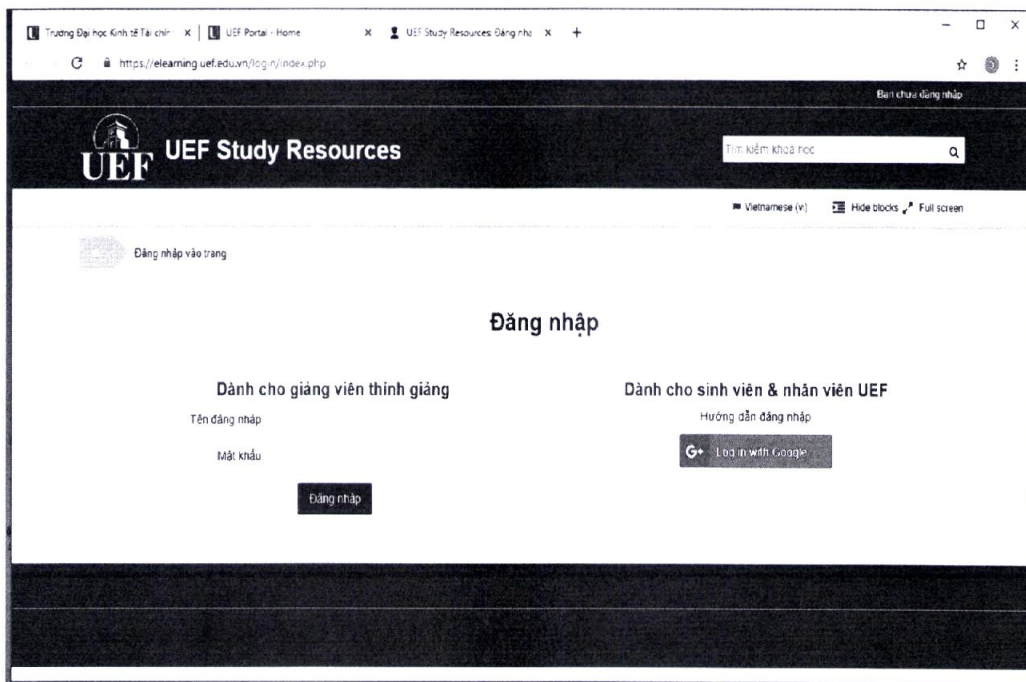 Trường Đại học Kinh tế Tài chín
UEF Portal - Home
UEF Study Resources: Đăng nhậ
https://elearning.uef.edu.vn/login/index.php
Bạn chưa đăng nhập
UEF
UEF Study Resources
Tìm kiếm khoá học
Vietnamese (vi)
Hide blocks
Full screen
Đăng nhập vào trang
Đăng nhập
Dành cho giảng viên thỉnh giảng
Tên đăng nhập
Mật khẩu
Đăng nhập
Dành cho sinh viên & nhân viên UEF
Hướng dẫn đăng nhập
G+ Log in with Google